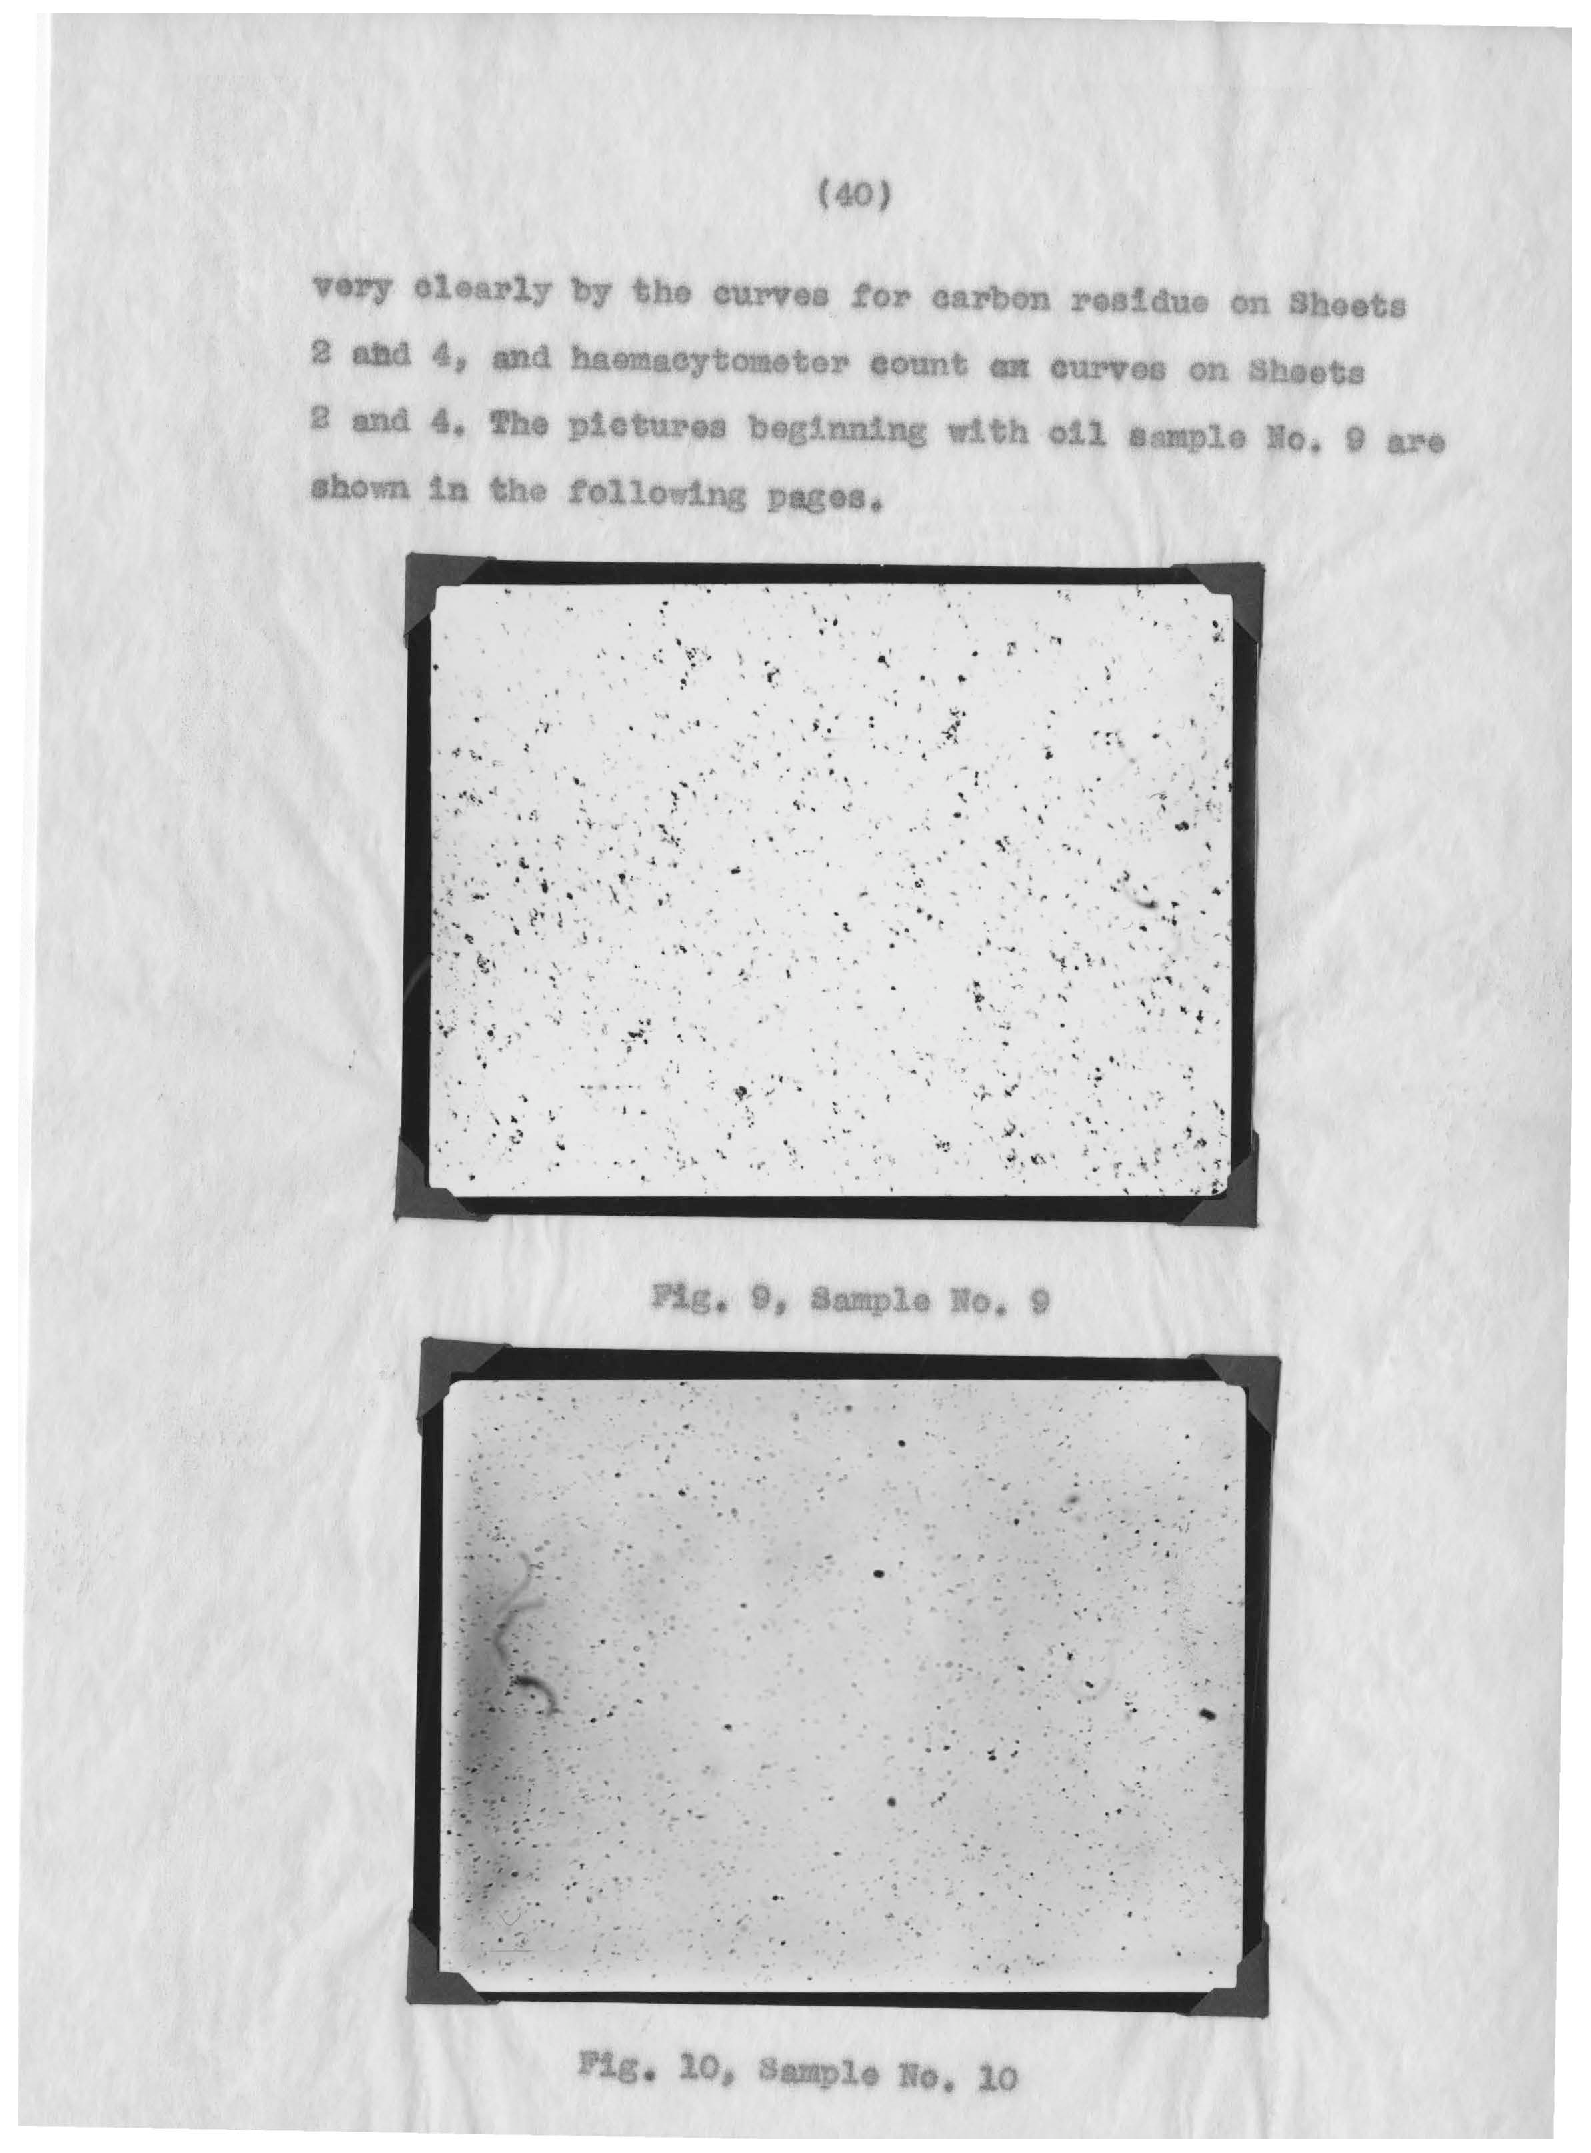 (40)
very clearly by the curves for carbon residue on Sheets
2 and 4, and haemacytometer count on curves on Sheets
2 and 4. The pictures beginning with oil sample No. 9 are
shown in the following pages.
Fig. 9, Sample No. 9
Fig. 10, Sample No. 10